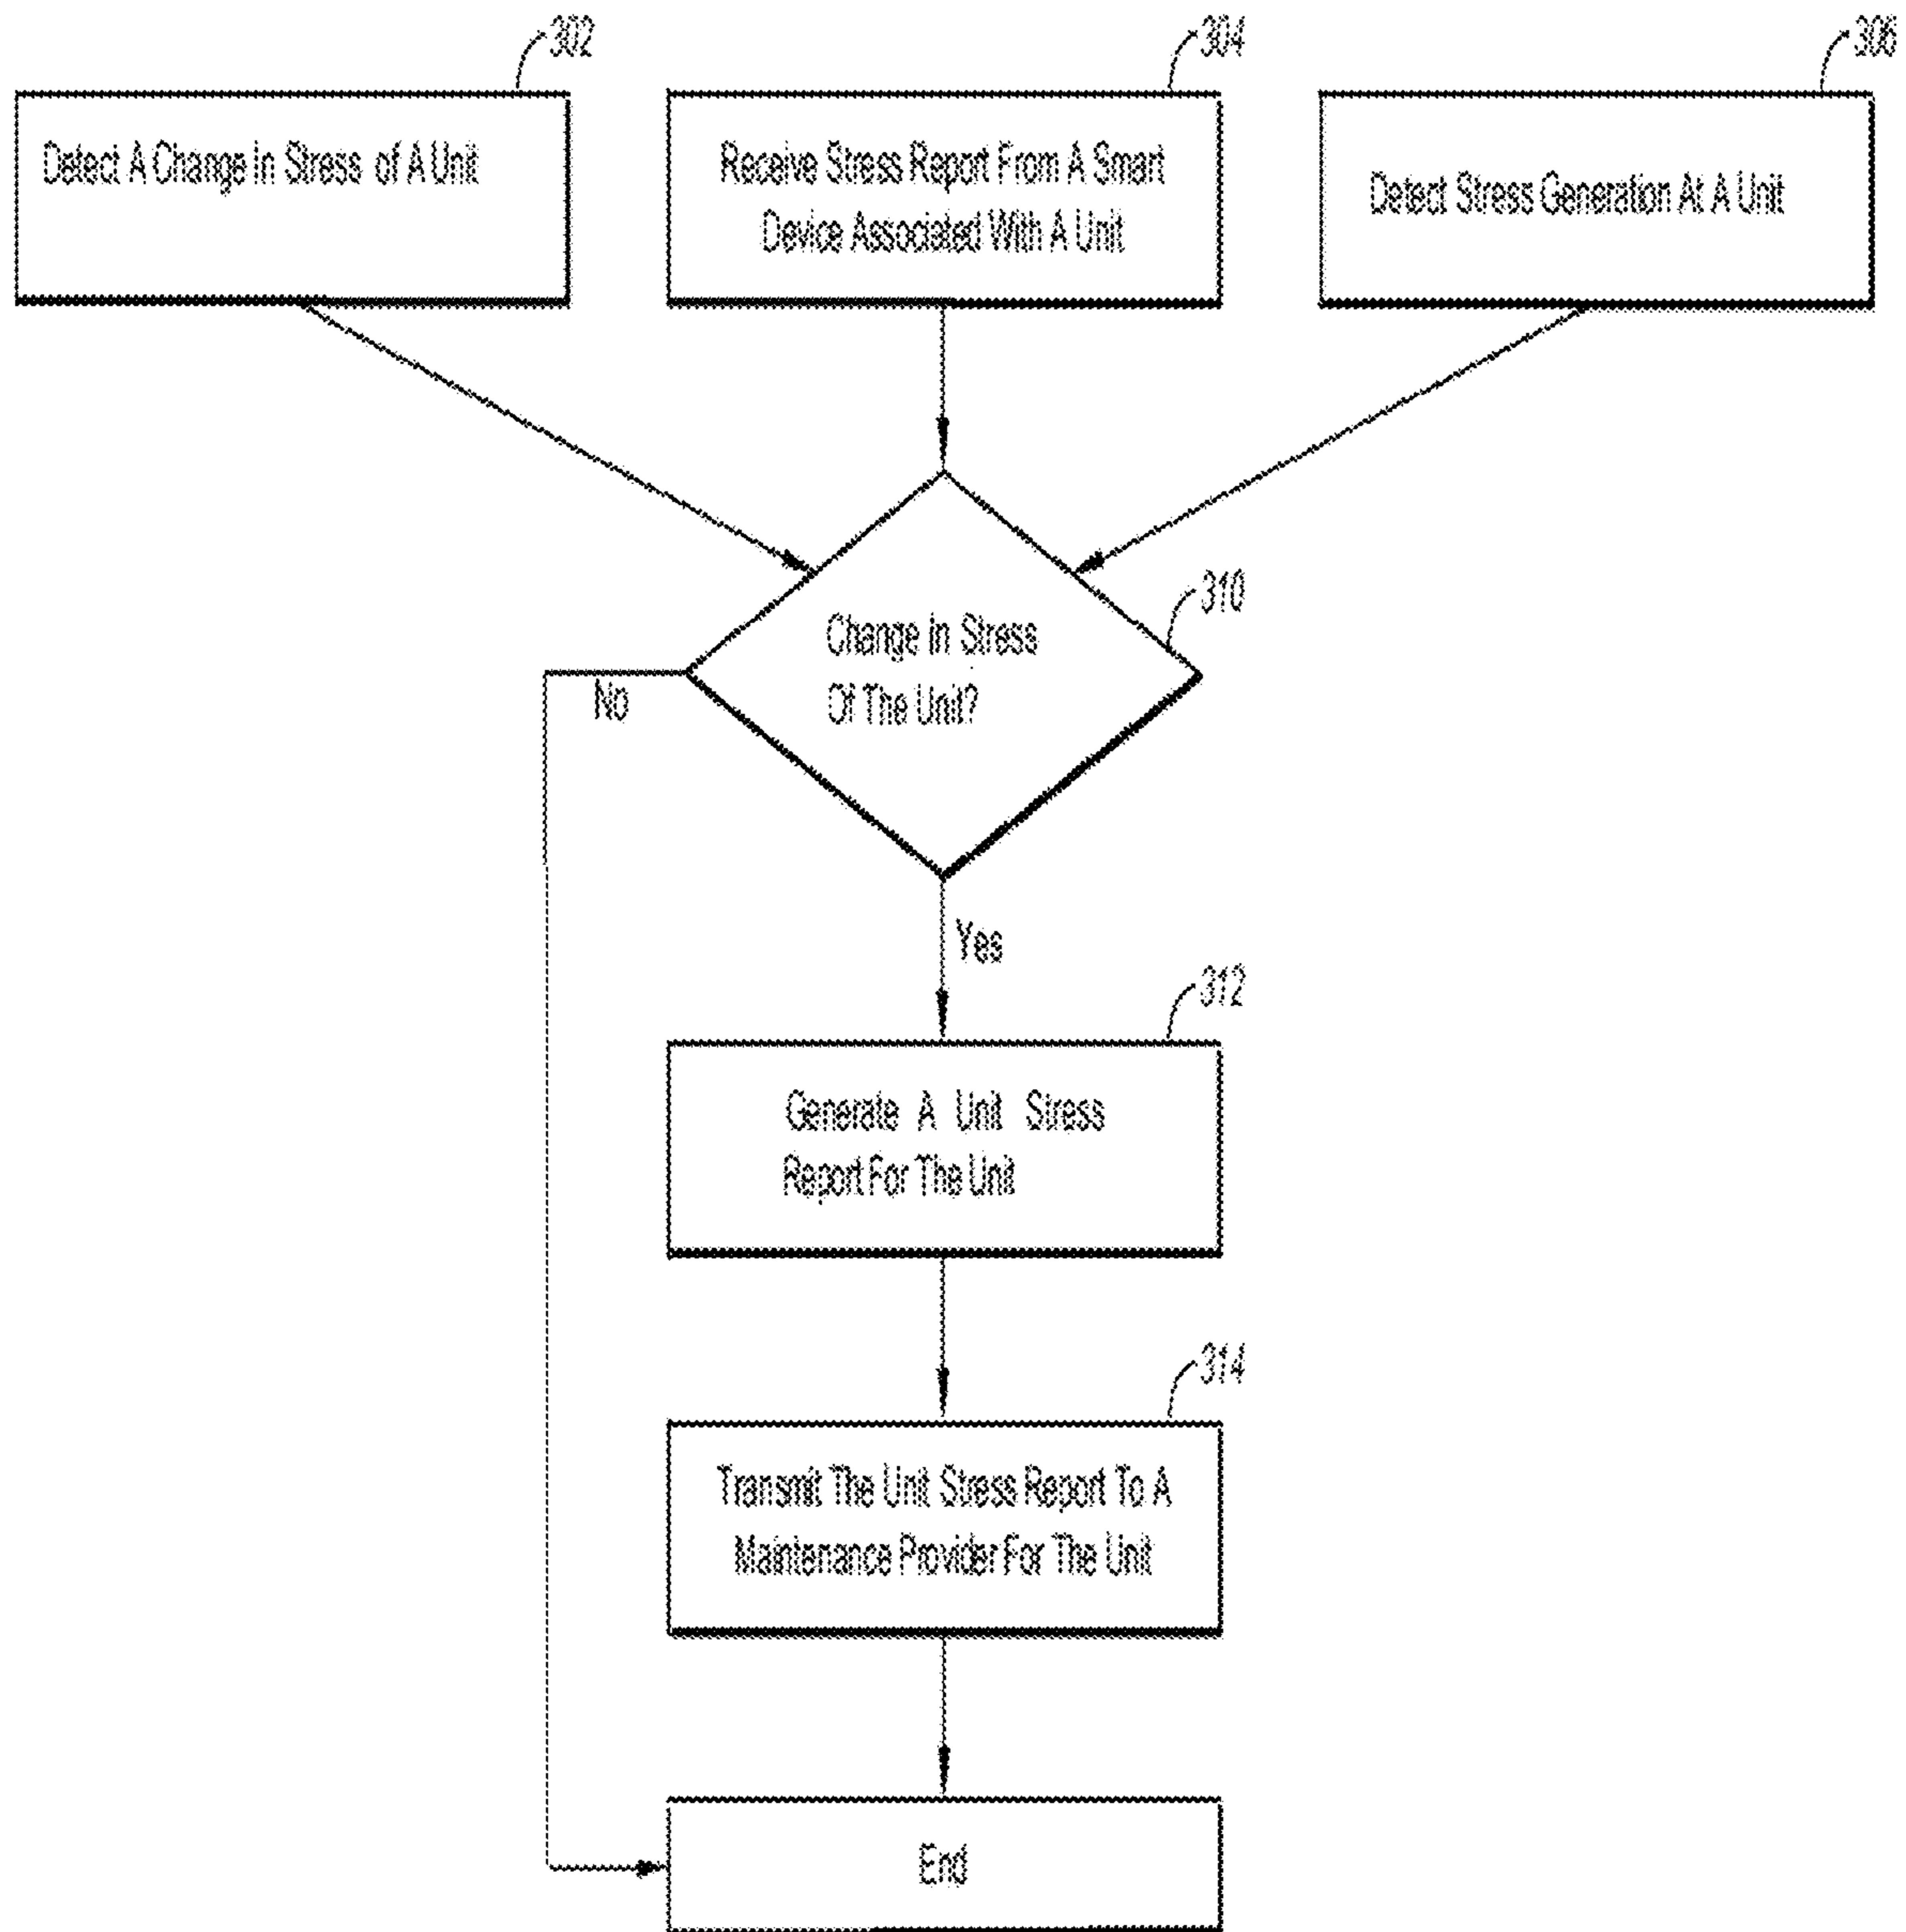 302
304
306
Detect A Change In Stress of A Unit
Receive Stress Report From A Smart
Device Associated With A Unit
Detect Stress Generation At A Unit
310
Change In Stress
Of The Unit?
No
Yes
312
Generate A Unit Stress
Report For The Unit
314
Transmit The Unit Stress Report To A
Maintenance Provider For The Unit
End